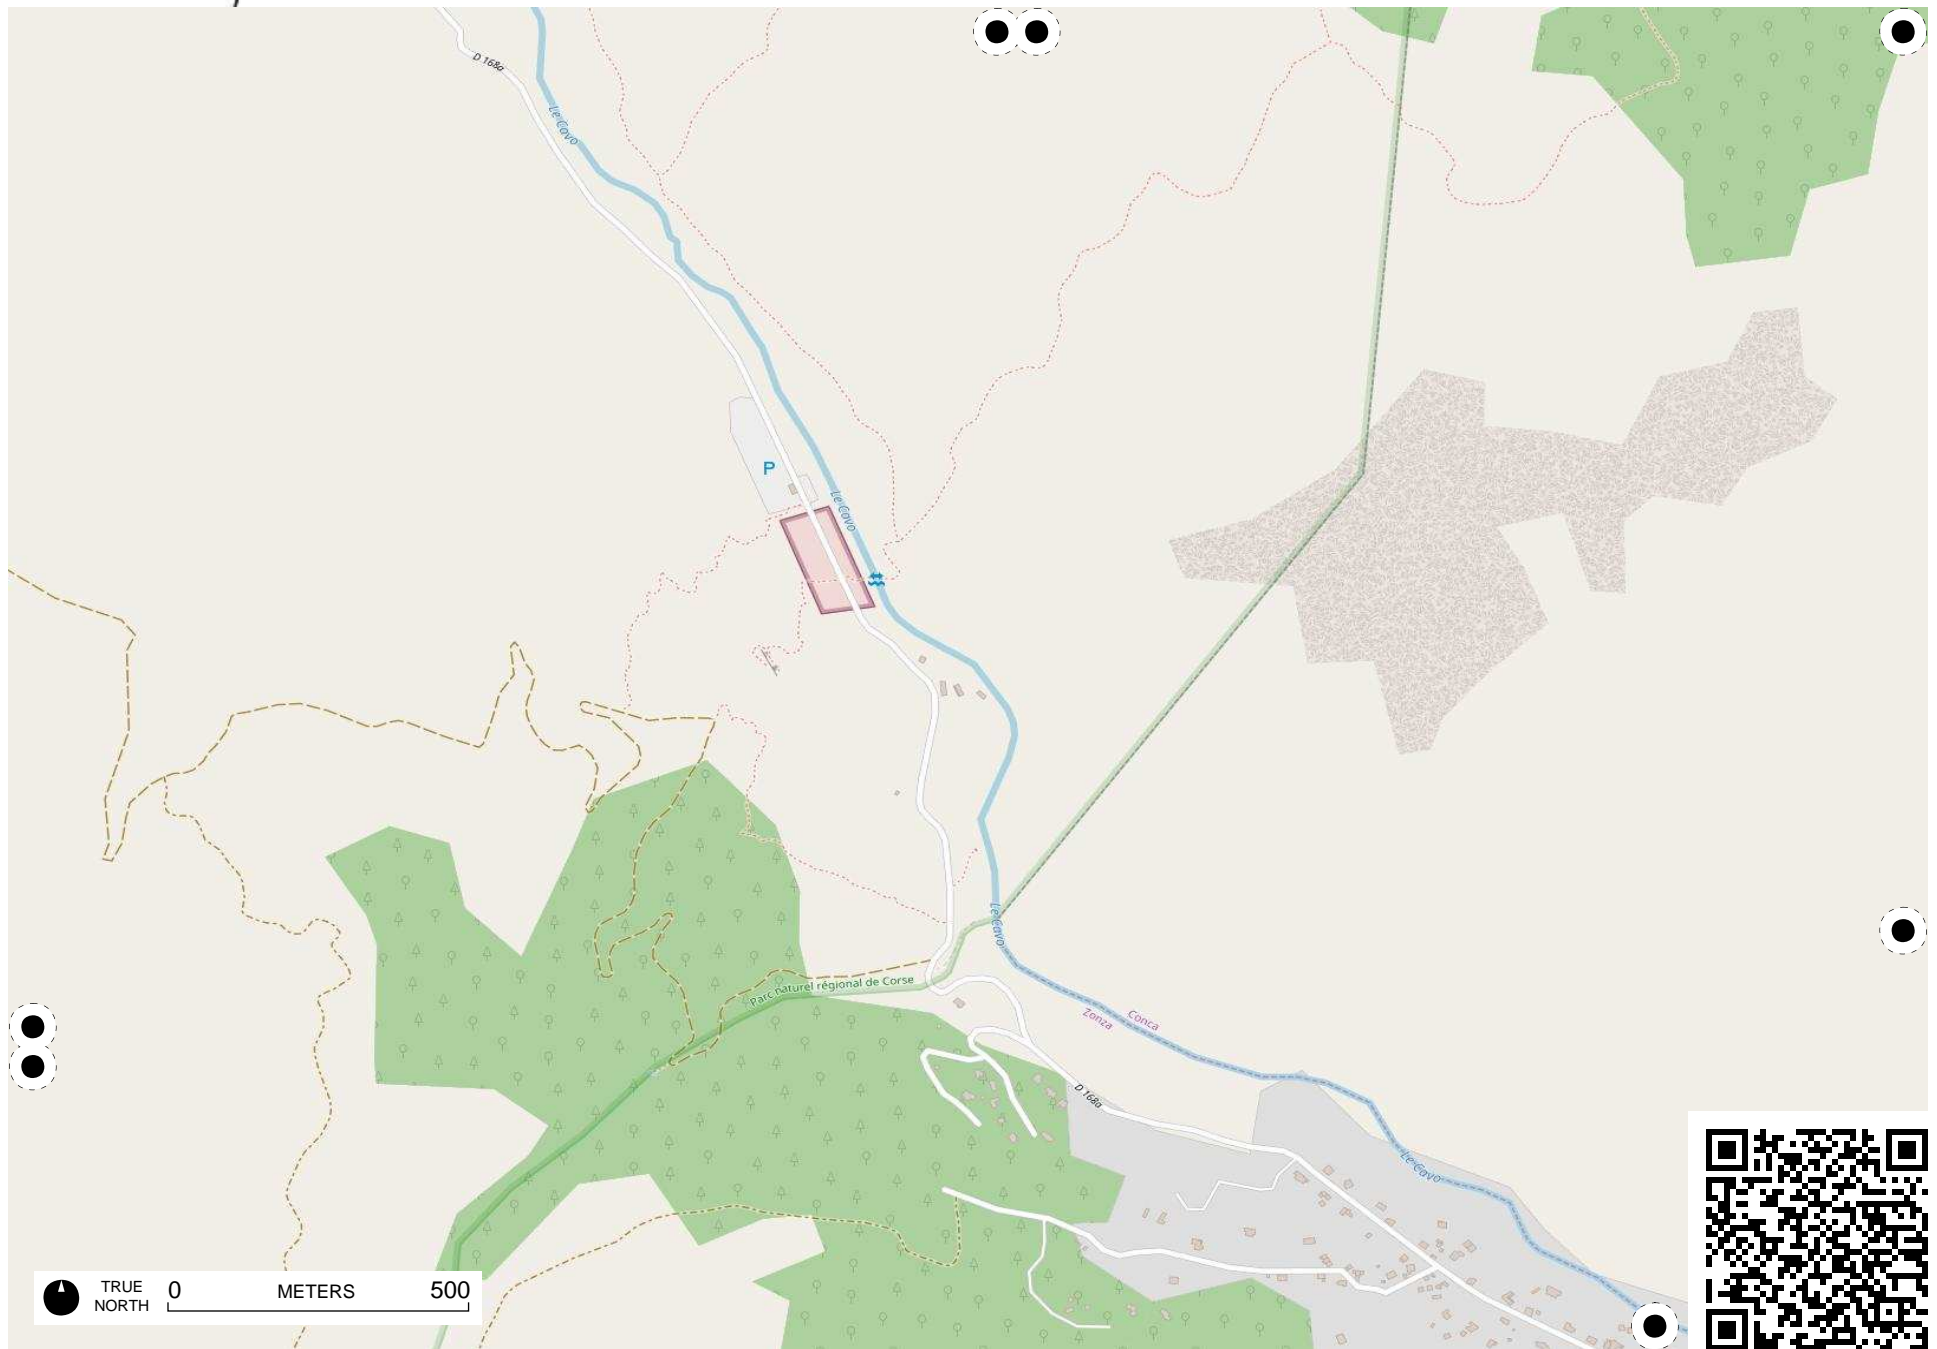 D 168a
Le Cavo
P
Le Cavo
Le Cavo
Parc naturel régional de Corse
Conca
Zonza
D 168a
Le Cavo
TRUE
NORTH
0 METERS 500